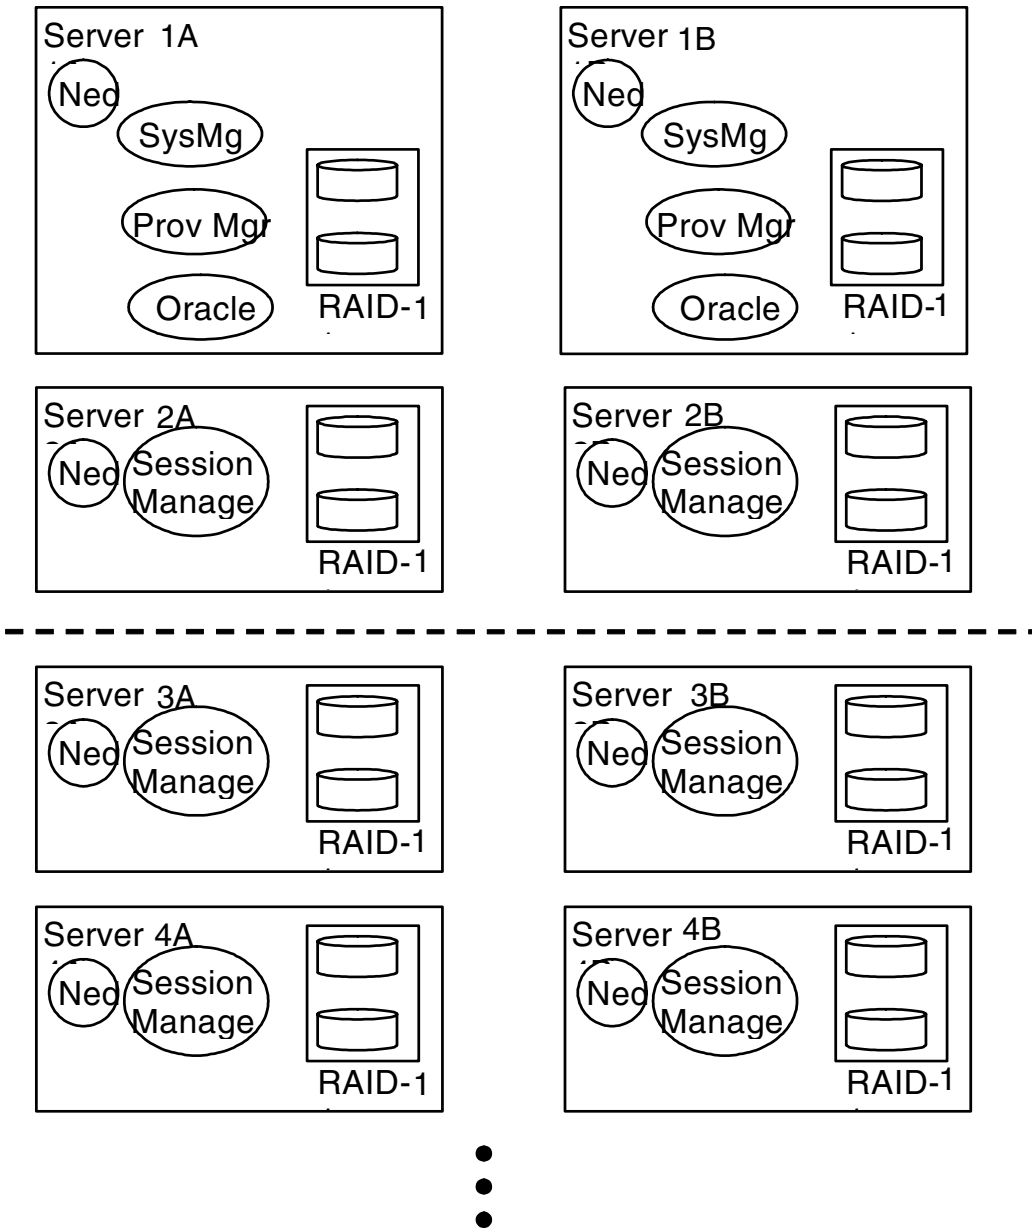 Server 1A
Ned
SysMg
Prov Mgr
Oracle
RAID-1
Server 1B
Ned
SysMg
Prov Mgr
Oracle
RAID-1
Server 2A
Ned
Session
Manage
RAID-1
Server 2B
Ned
Session
Manage
RAID-1
Server 3A
Ned
Session
Manage
RAID-1
Server 3B
Ned
Session
Manage
RAID-1
Server 4A
Ned
Session
Manage
RAID-1
Server 4B
Ned
Session
Manage
RAID-1